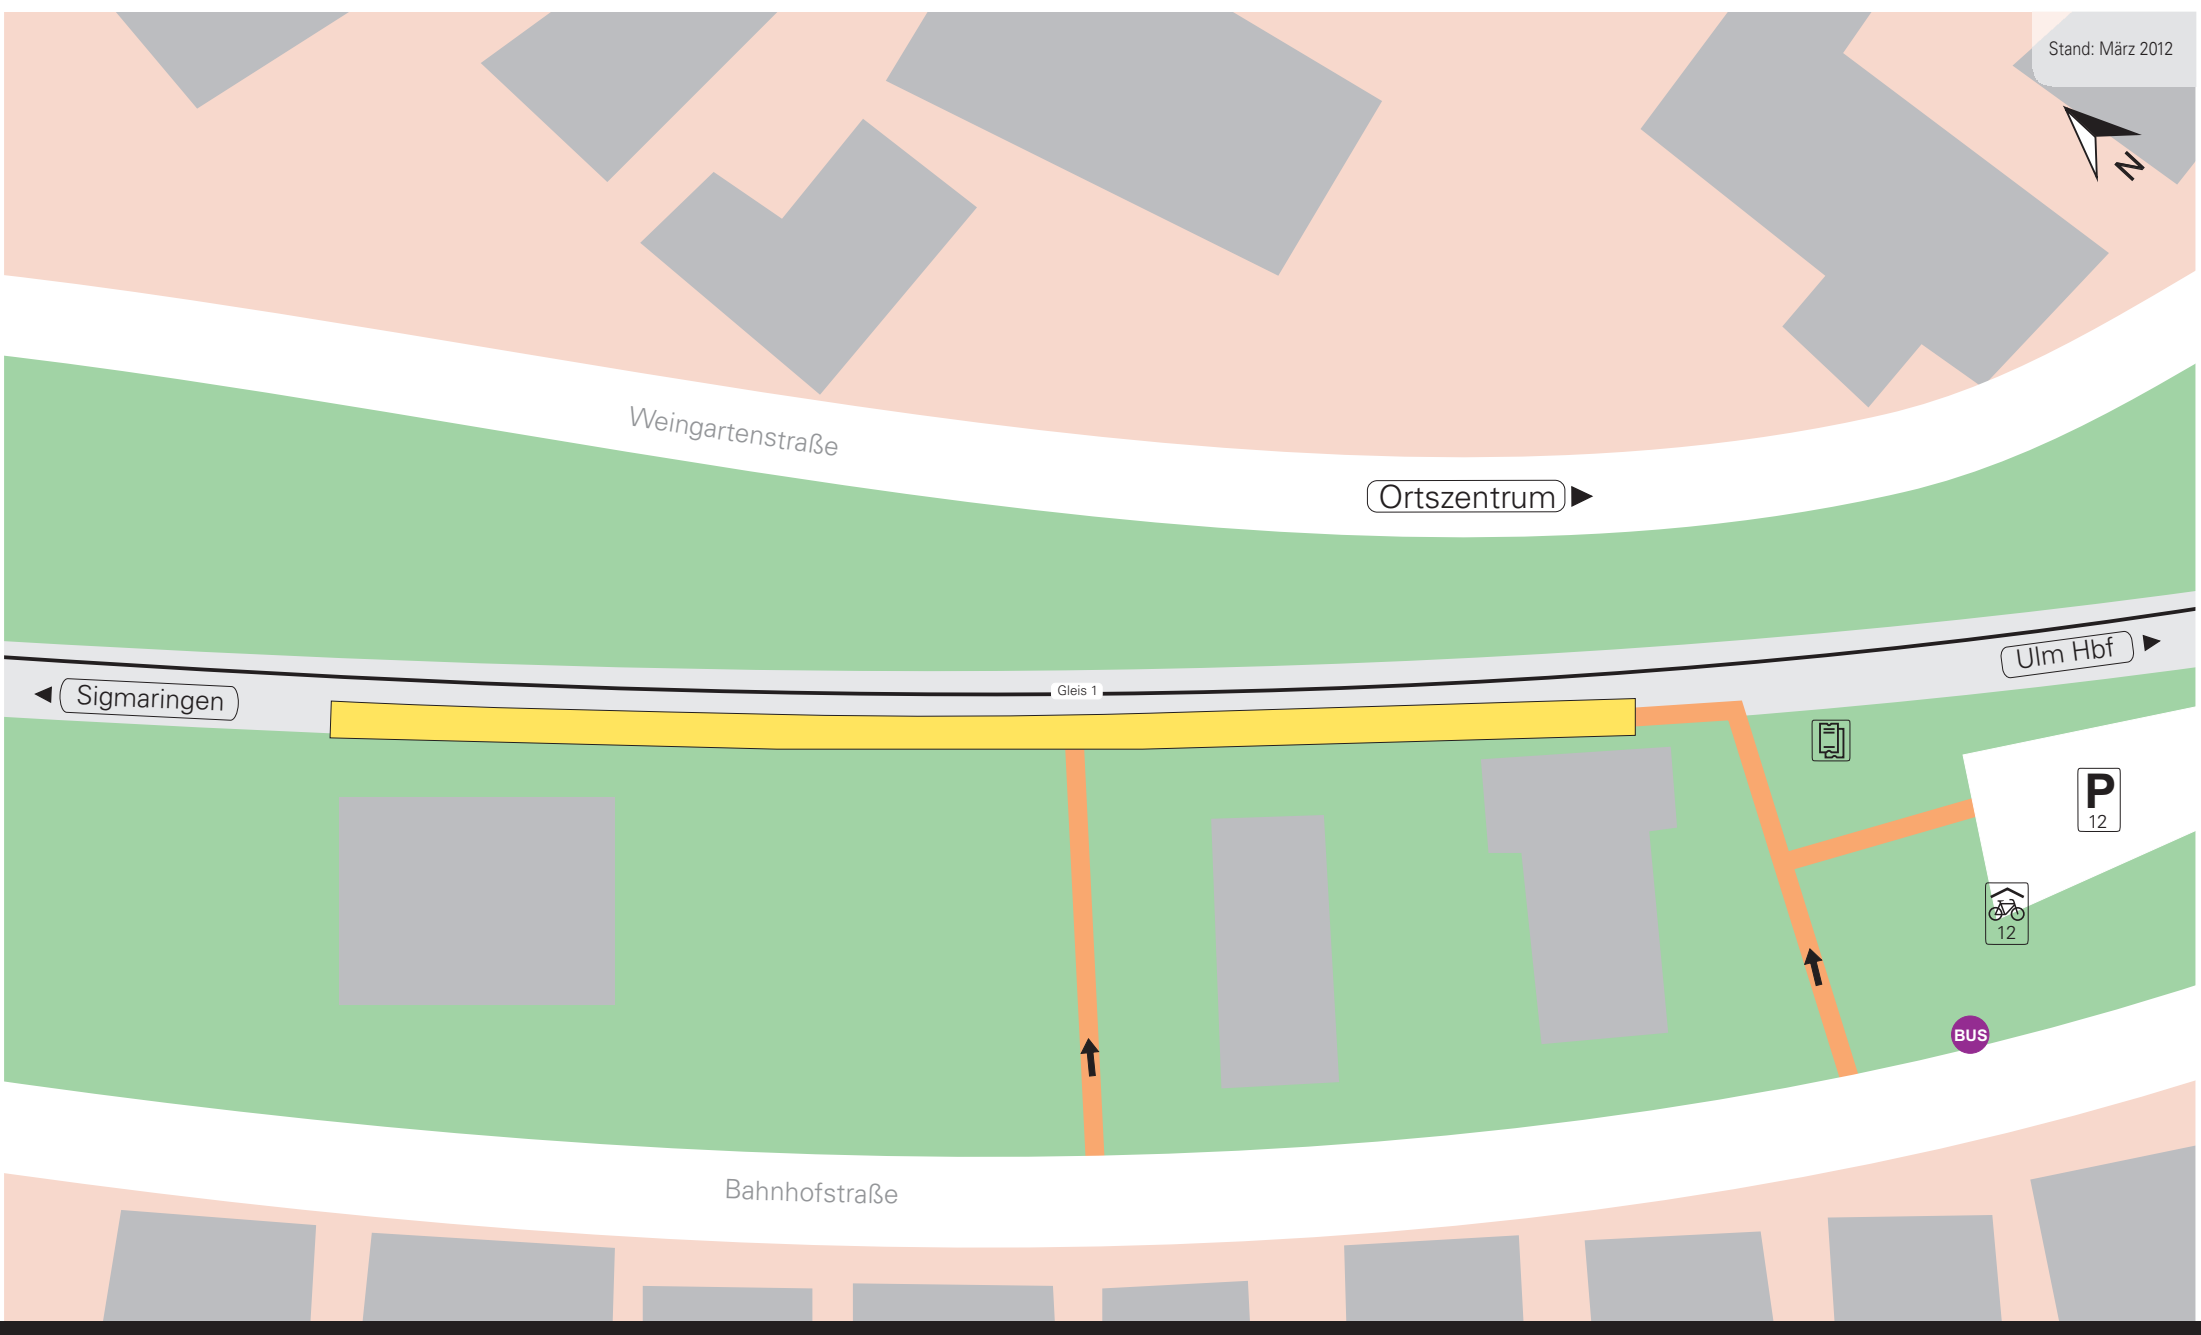 Stand: März 2012
N
Weingartenstraße
Ortszentrum
Ulm Hbf
Sigmaringen
Gleis 1
P
12
12
BUS
Bahnhofstraße